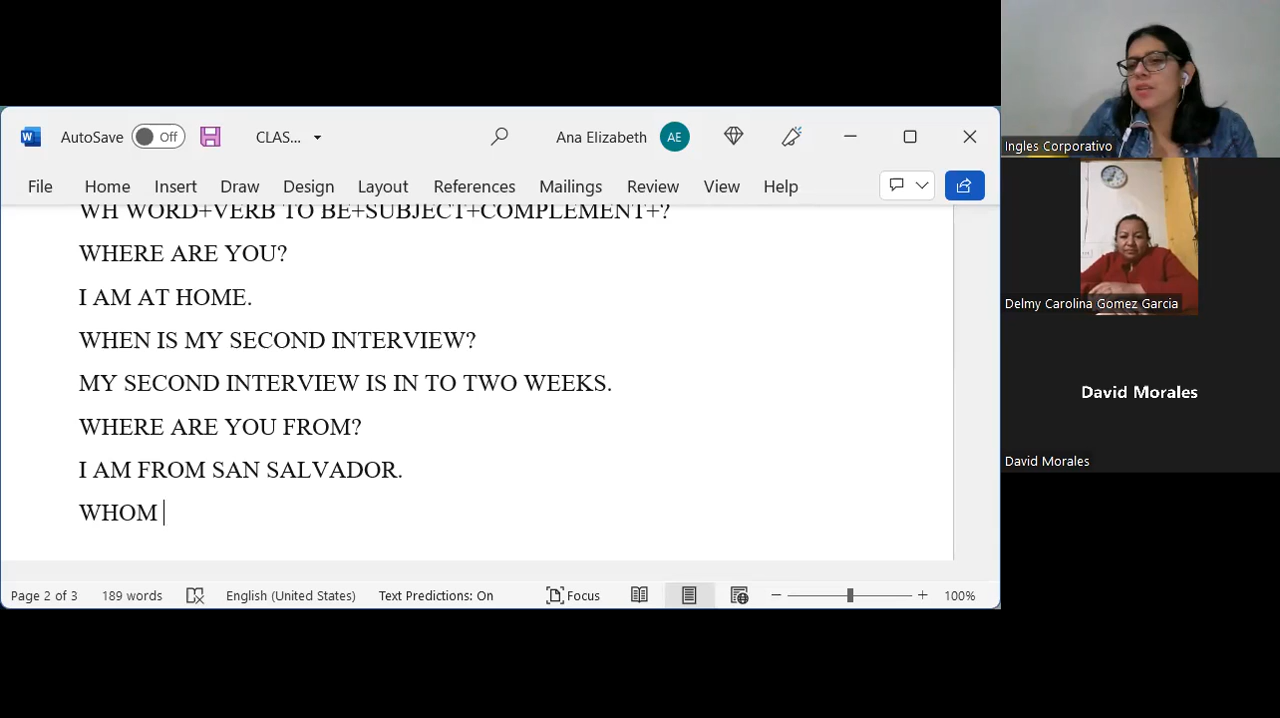 AutoSave Off CLAS... Ana Elizabeth AE
File Home Insert Draw Design Layout References Mailings Review View Help
WH WORD+VERB TO BE+SUBJECT+COMPLEMENT+?
WHERE ARE YOU?
I AM AT HOME.
WHEN IS MY SECOND INTERVIEW?
MY SECOND INTERVIEW IS IN TO TWO WEEKS.
WHERE ARE YOU FROM?
I AM FROM SAN SALVADOR.
WHOM
Page 2 of 3 189 words English (United States) Text Predictions: On Focus 100%
Ingles Corporativo
Delmy Carolina Gomez Garcia
David Morales
David Morales